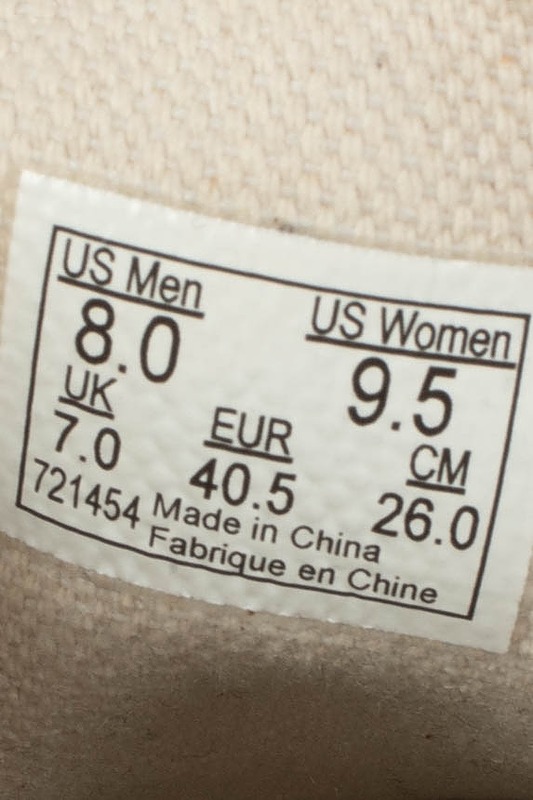 US Men
8.0
US Women
9.5
UK
7.0
EUR
40.5
CM
26.0
721454
Made in China
Fabrique en Chine